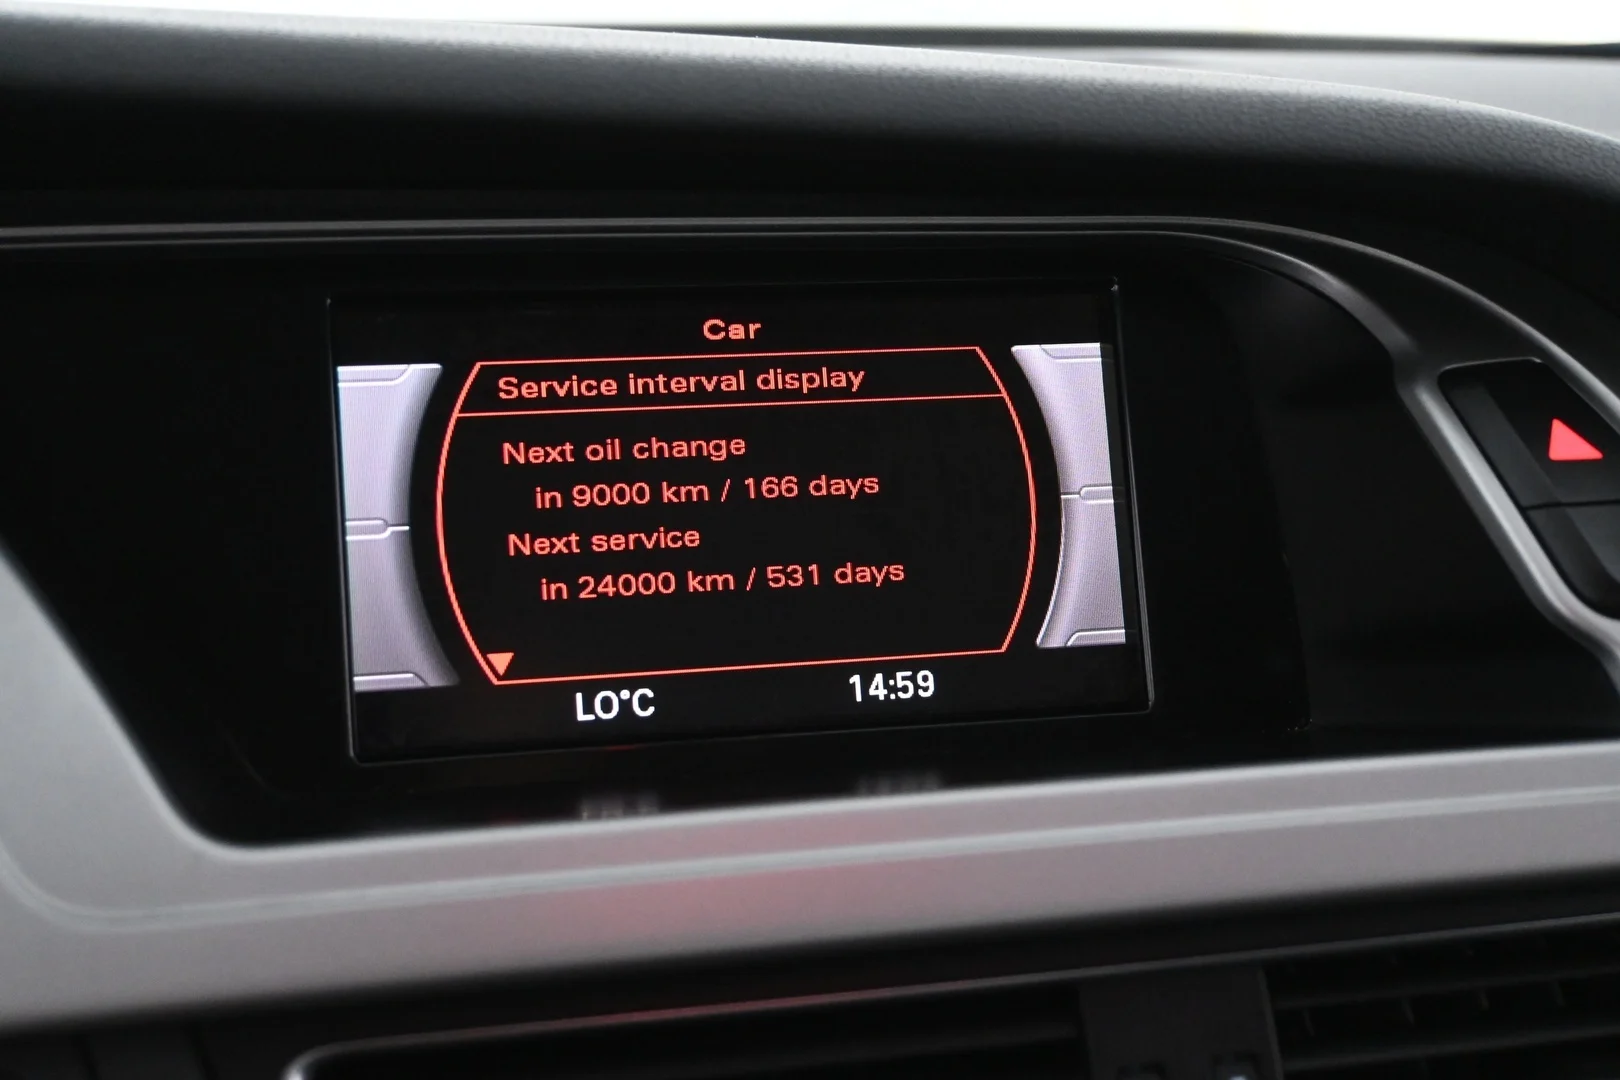 Car
Service interval display
Next oil change
in 9000 km / 166 days
Next service
in 24000 km / 531 days
LO°C
14:59